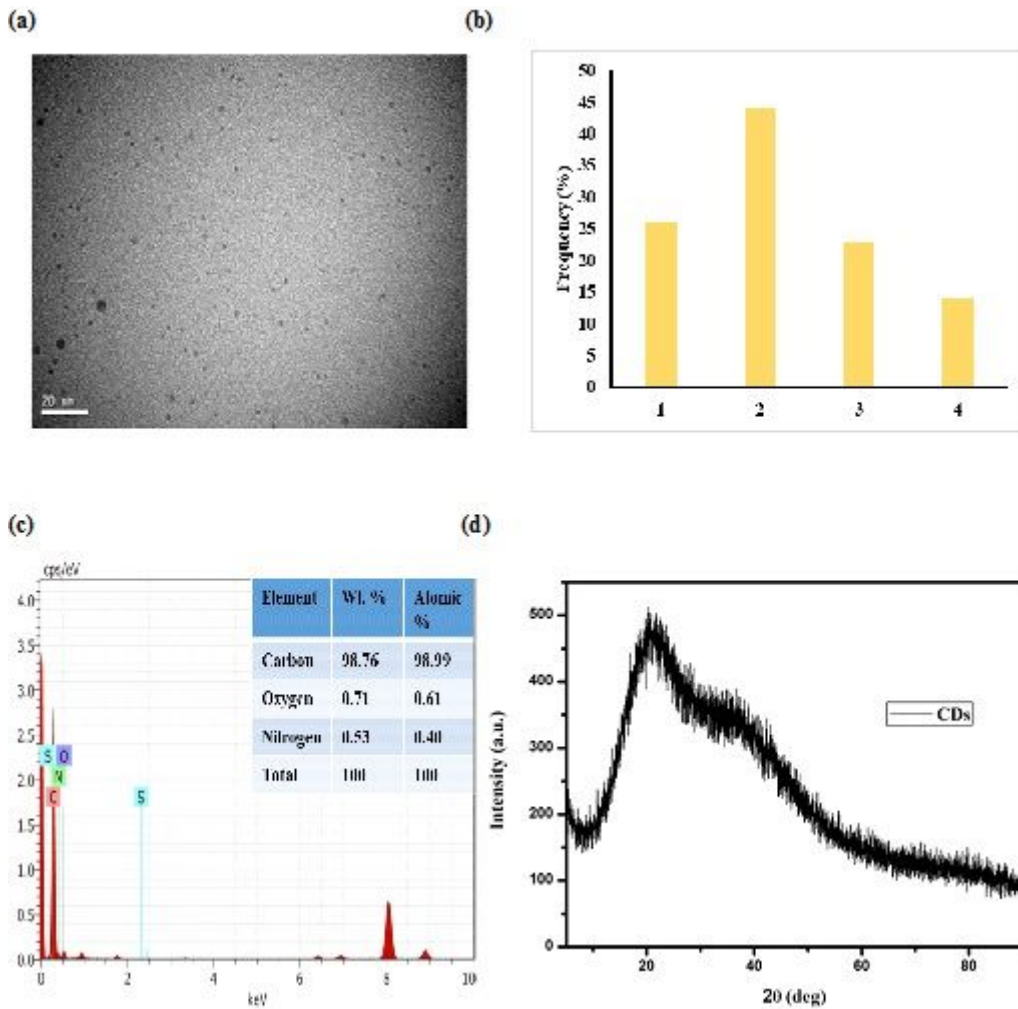 (a)
(b)
20 nm
Frequency (%)
50
45
40
35
30
25
20
15
10
5
0
1 2 3 4
(c)
(d)
cps/eV
4.0
3.5
3.0
2.5
2.0
1.5
1.0
0.5
0.0
S O
N
C
S
0 2 4 6 8 10
keV
Element Wt. % Atomic %
Carbon 98.76 98.99
Oxygen 0.71 0.61
Nitrogen 0.53 0.40
Total 100 100
Intensity (a.u.)
500
400
300
200
100
0
CDs
20 40 60 80
2θ (deg)